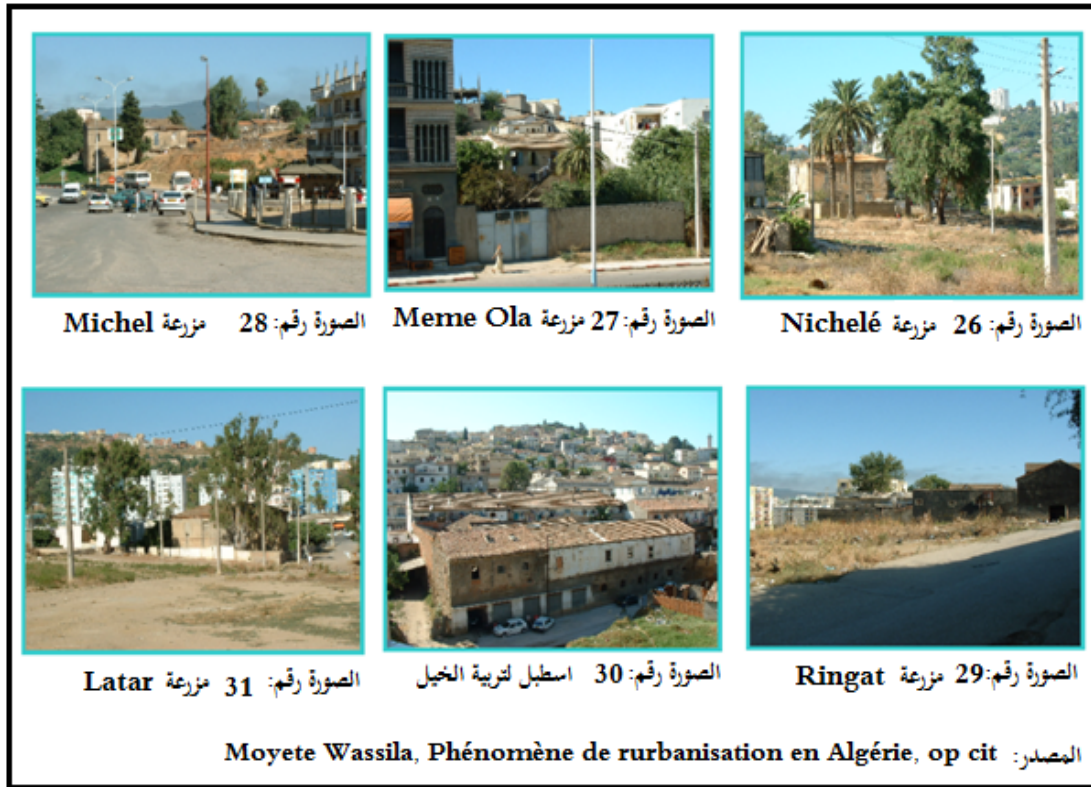 الصورة رقم: 26 مزرعة Nichelé
الصورة رقم: 27 مزرعة Meme Ola
الصورة رقم: 28 مزرعة Michel
الصورة رقم: 29 مزرعة Ringat
الصورة رقم: 30 اسطبل لتربية الخيل
الصورة رقم: 31 مزرعة Latar
المصدر: Moyete Wassila, Phénomène de rurbanisation en Algérie, op cit